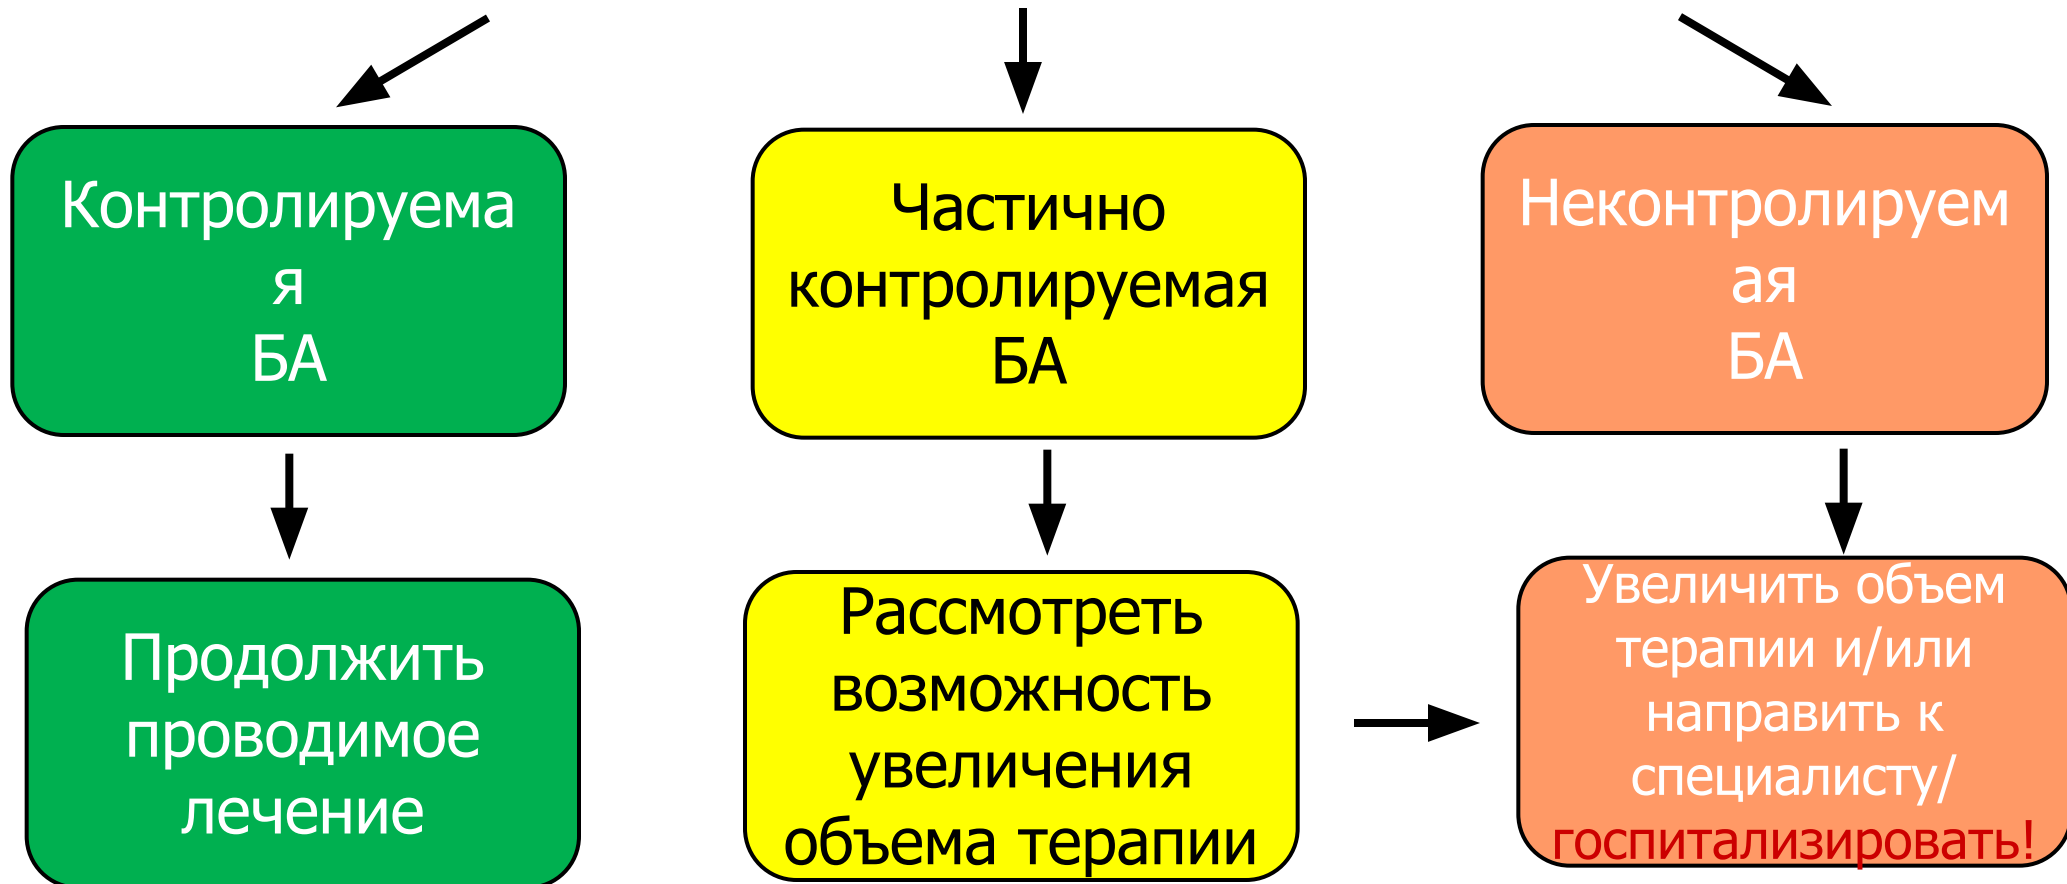 Контролируема
я
БА
Частично
контролируемая
БА
Неконтролируем
ая
БА
Продолжить
проводимое
лечение
Рассмотреть
возможность
увеличения
объема терапии
Увеличить объем
терапии и/или
направить к
специалисту/
госпитализировать!